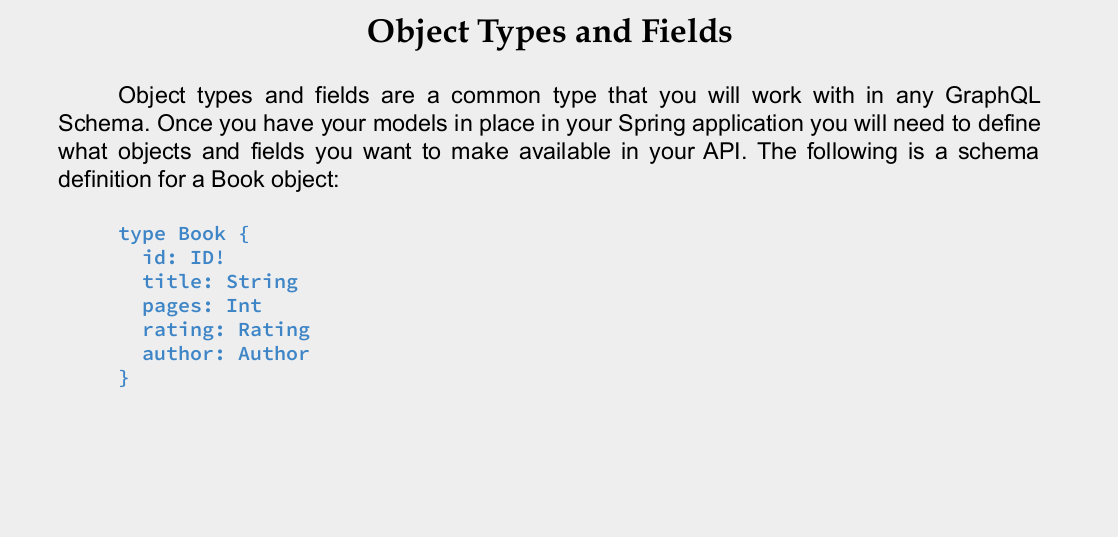 Object Types and Fields
Object types and fields are a common type that you will work with in any GraphQL
Schema. Once you have your models in place in your Spring application you will need to define
what objects and fields you want to make available in your API. The following is a schema
definition for a Book object:
type Book {
  id: ID!
  title: String
  pages: Int
  rating: Rating
  author: Author
}